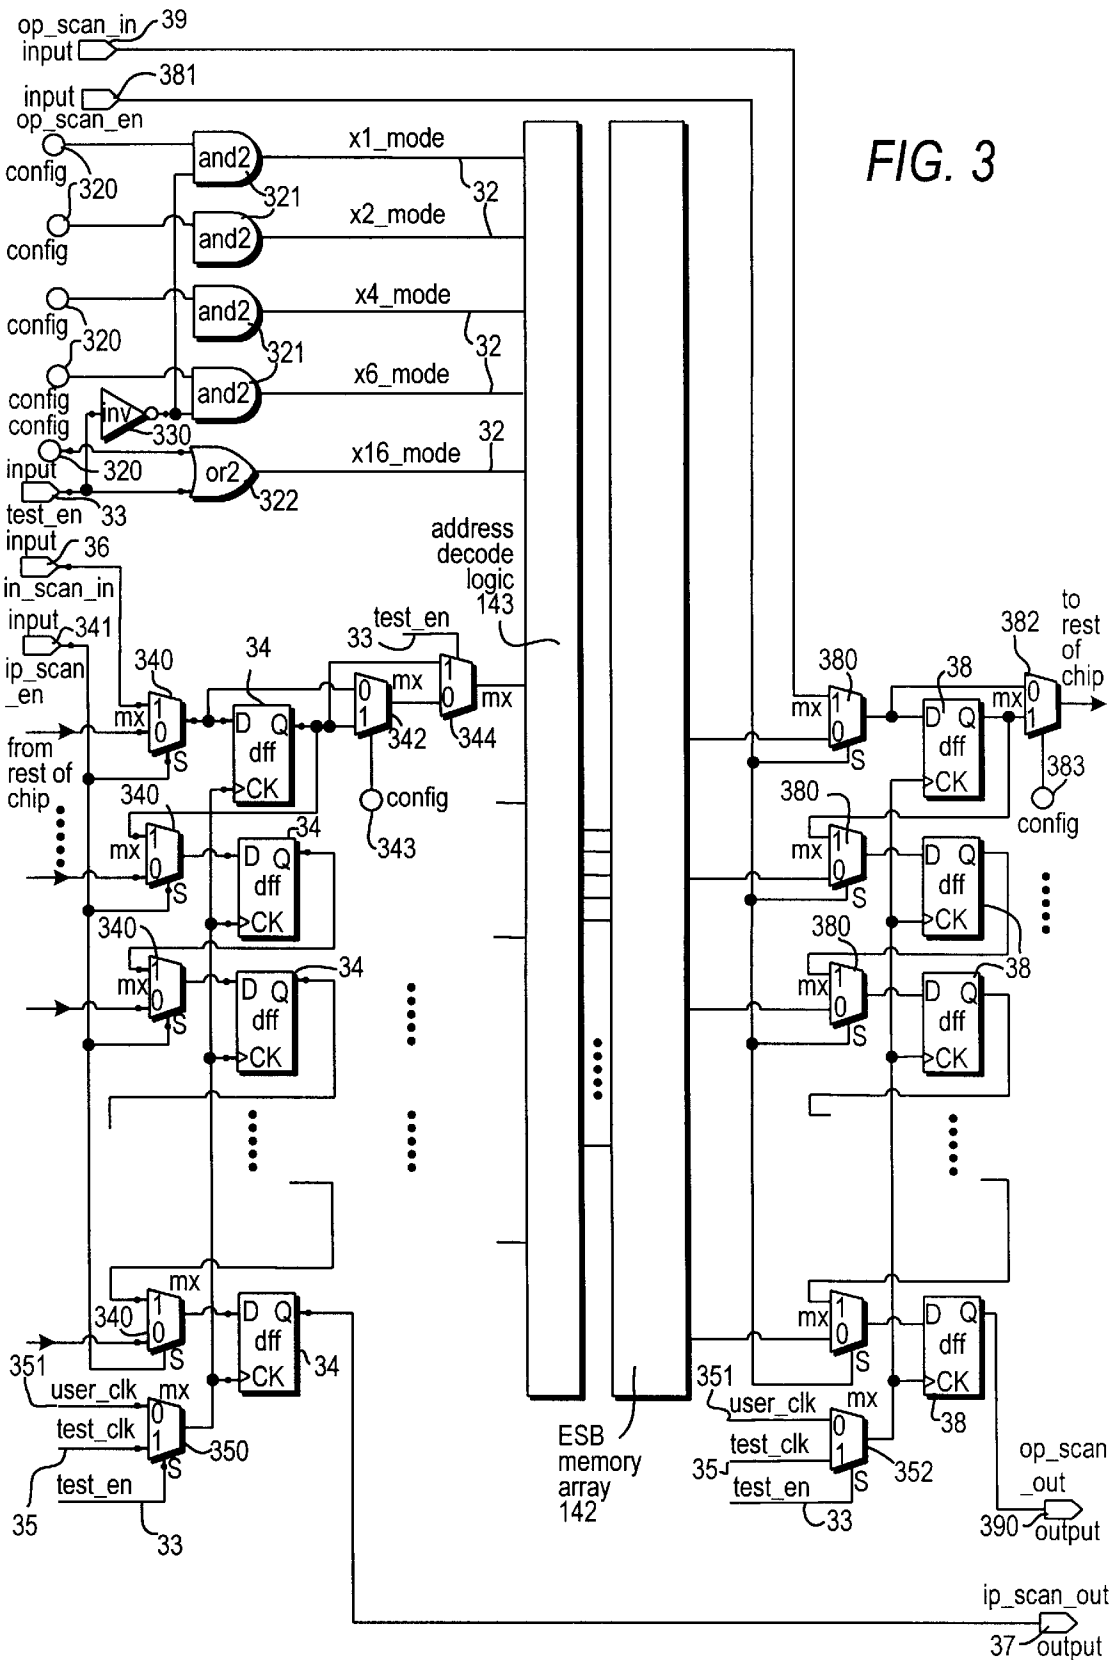 op_scan_in 39
input
381
input
op_scan_en
FIG. 3
config 320
and2 321
x1_mode 32
config
and2
x2_mode
config 320
and2 321
x4_mode 32
config
and2
x6_mode
inv 330
config
320
or2 322
x16_mode 32
input
test_en 33
input
36
in_scan_in
input
341
ip_scan
_en
address
decode
logic
143
test_en
33
340
mx 1
0
S
34
D Q
dff
CK
0 mx
1
342
1
0
mx
344
config
343
from
rest of
chip
340
mx 1
0
S
34
D Q
dff
CK
340
mx 1
0
S
34
D Q
dff
CK
mx
340
1
0
S
D Q
dff
CK
34
351
user_clk mx
0
test_clk
1
350
S
test_en
35
33
ESB
memory
array
142
380
mx 1
0
S
38
D Q
dff
CK
382
mx 0
1
to
rest
of
chip
383
config
380
mx 1
0
S
D Q
dff
CK
38
380
mx 1
0
S
38
D Q
dff
CK
mx 1
0
S
D Q
dff
CK
38
351
user_clk mx
0
test_clk
1
35
352
S
test_en
33
op_scan
_out
390 output
ip_scan_out
37 output